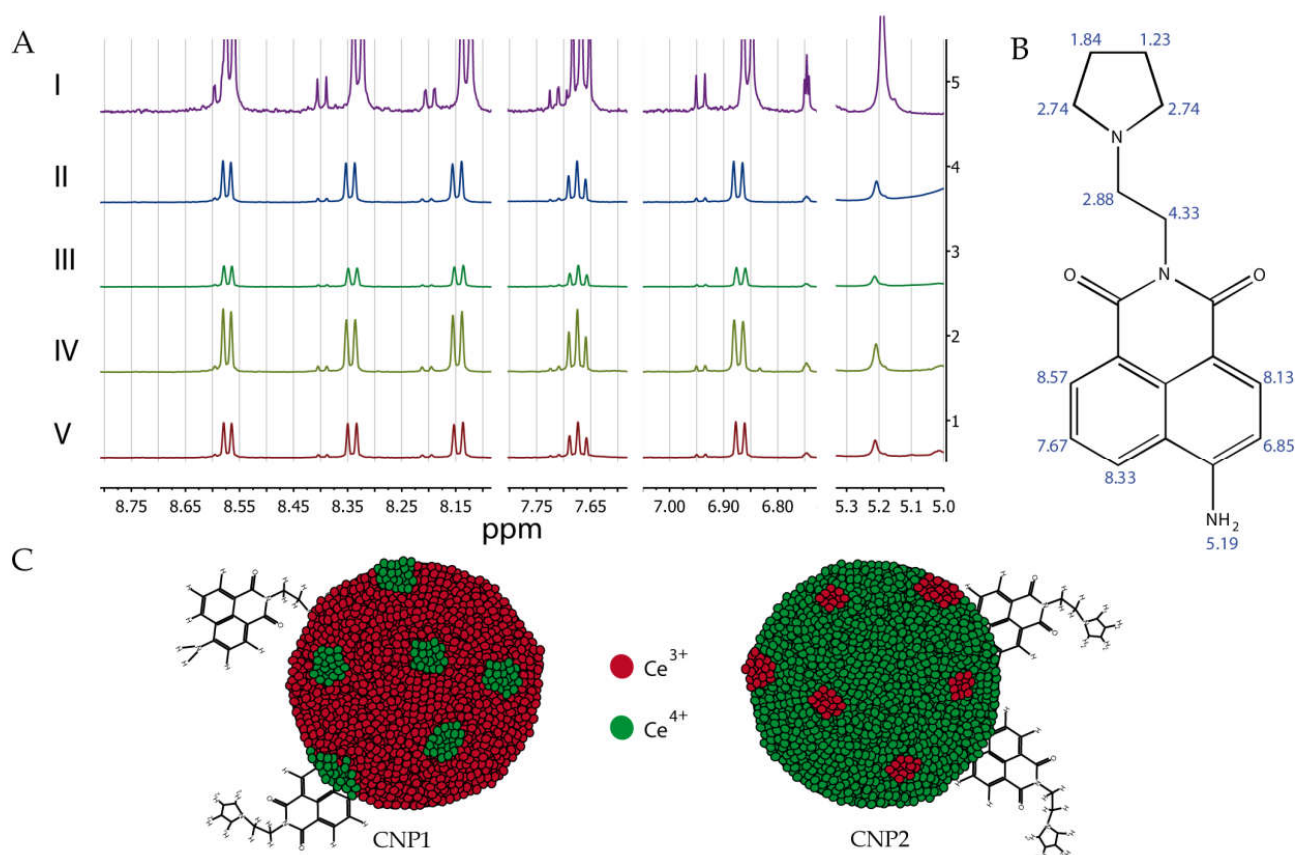 A
I
II
III
IV
V
5
4
3
2
1
8.75 8.65 8.55 8.45 8.35 8.25 8.15 7.75 7.65 7.00 6.90 6.80 5.3 5.2 5.1 5.0
ppm
B
1.84 1.23
2.74 2.74
N
2.88 4.33
O N O
8.57 8.13
7.67 6.85
8.33
NH2
5.19
C
Ce3+
Ce4+
CNP1 CNP2